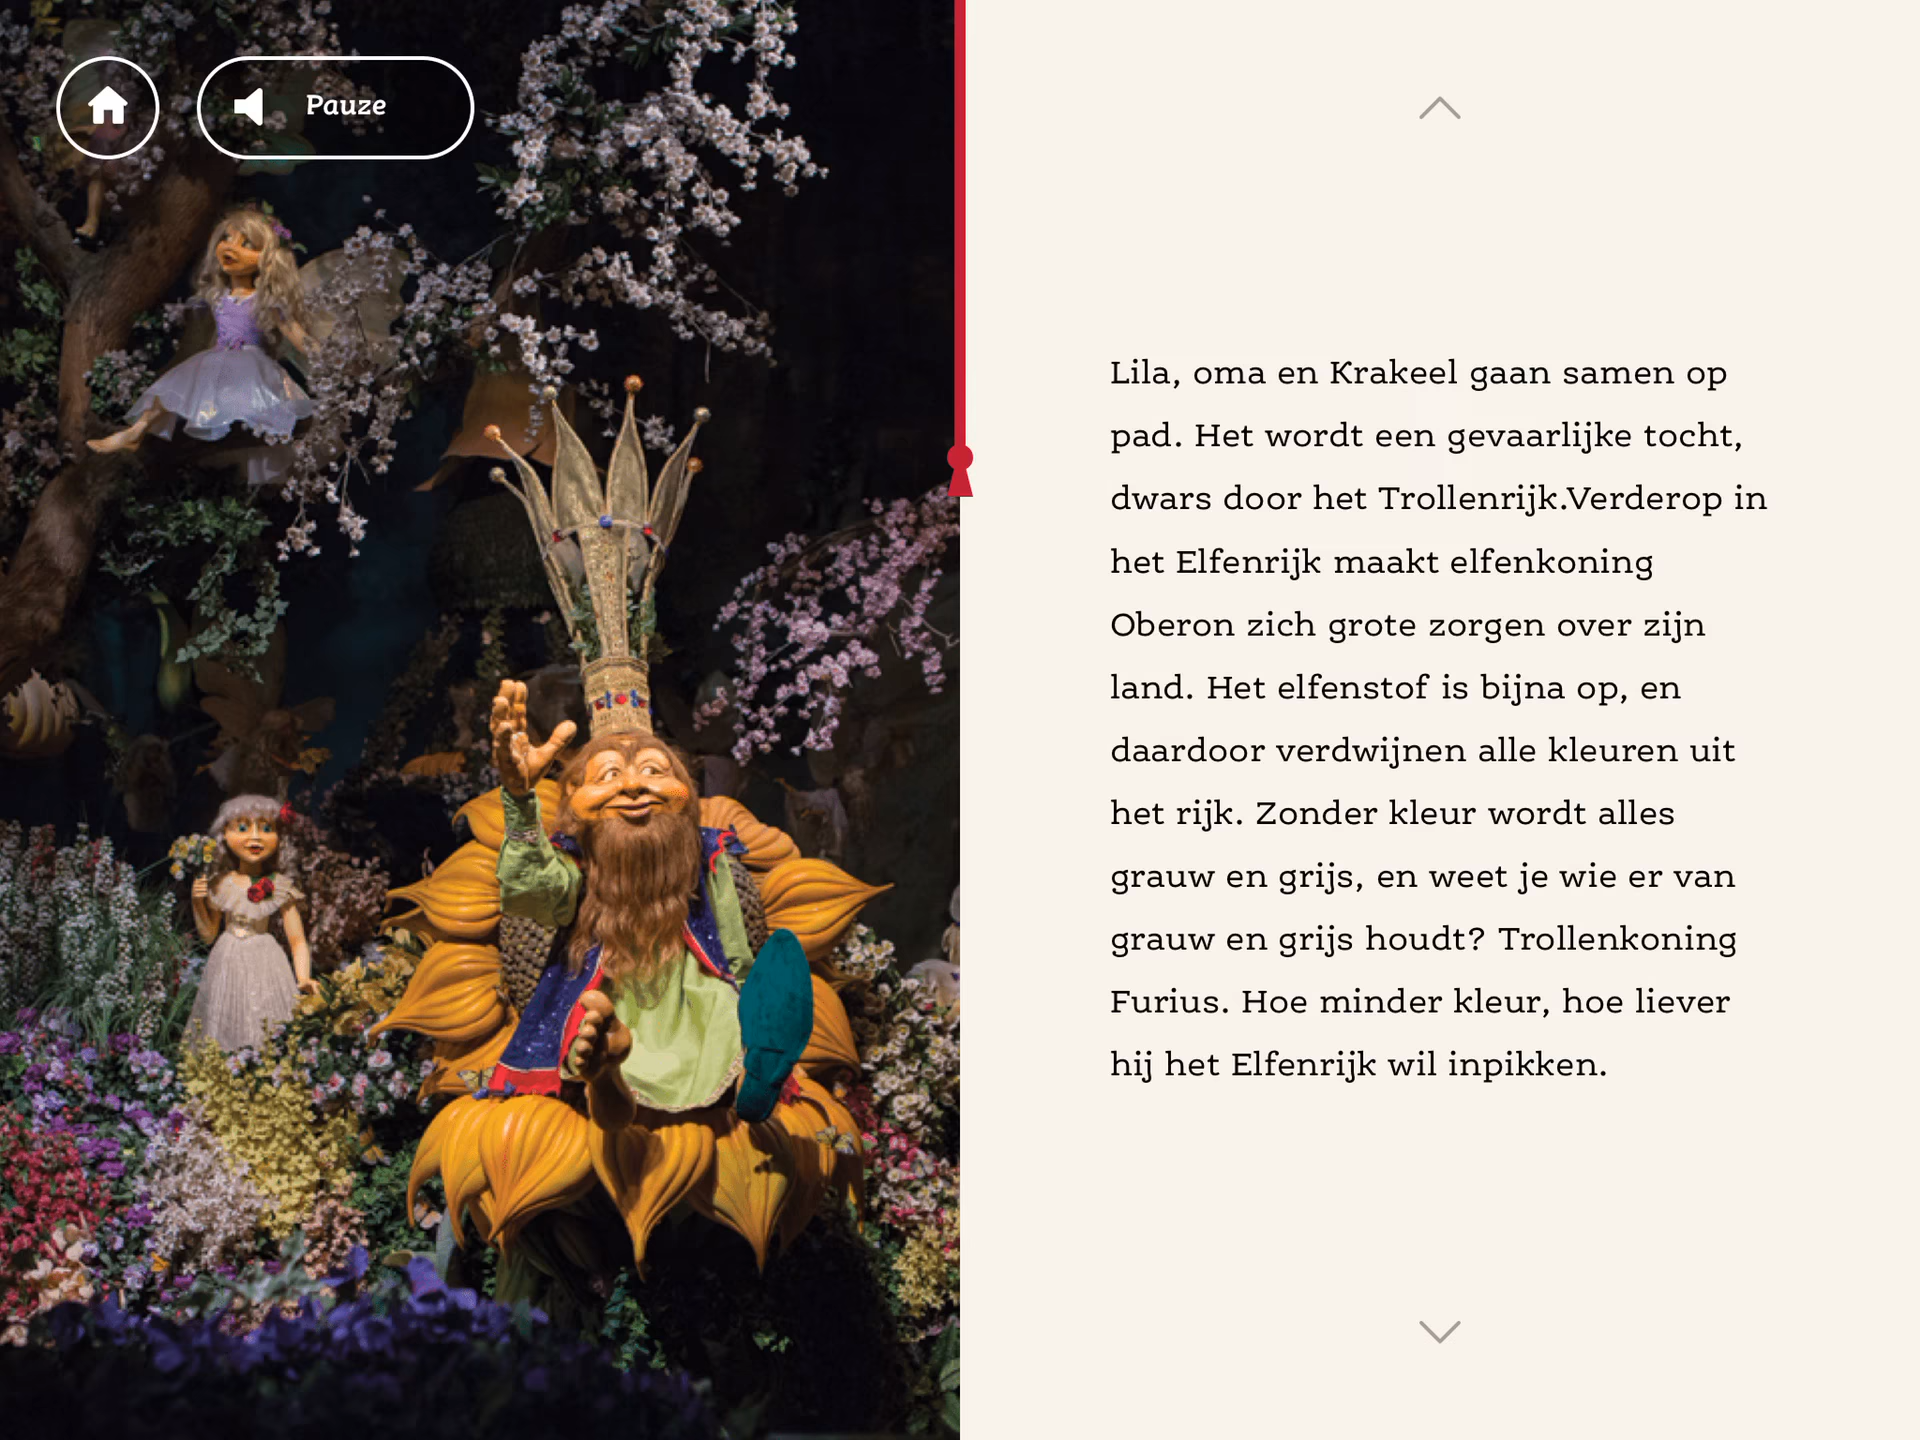 Pauze
Lila, oma en Krakeel gaan samen op
pad. Het wordt een gevaarlijke tocht,
dwars door het Trollenrijk.Verderop in
het Elfenrijk maakt elfenkoning
Oberon zich grote zorgen over zijn
land. Het elfenstof is bijna op, en
daardoor verdwijnen alle kleuren uit
het rijk. Zonder kleur wordt alles
grauw en grijs, en weet je wie er van
grauw en grijs houdt? Trollenkoning
Furius. Hoe minder kleur, hoe liever
hij het Elfenrijk wil inpikken.